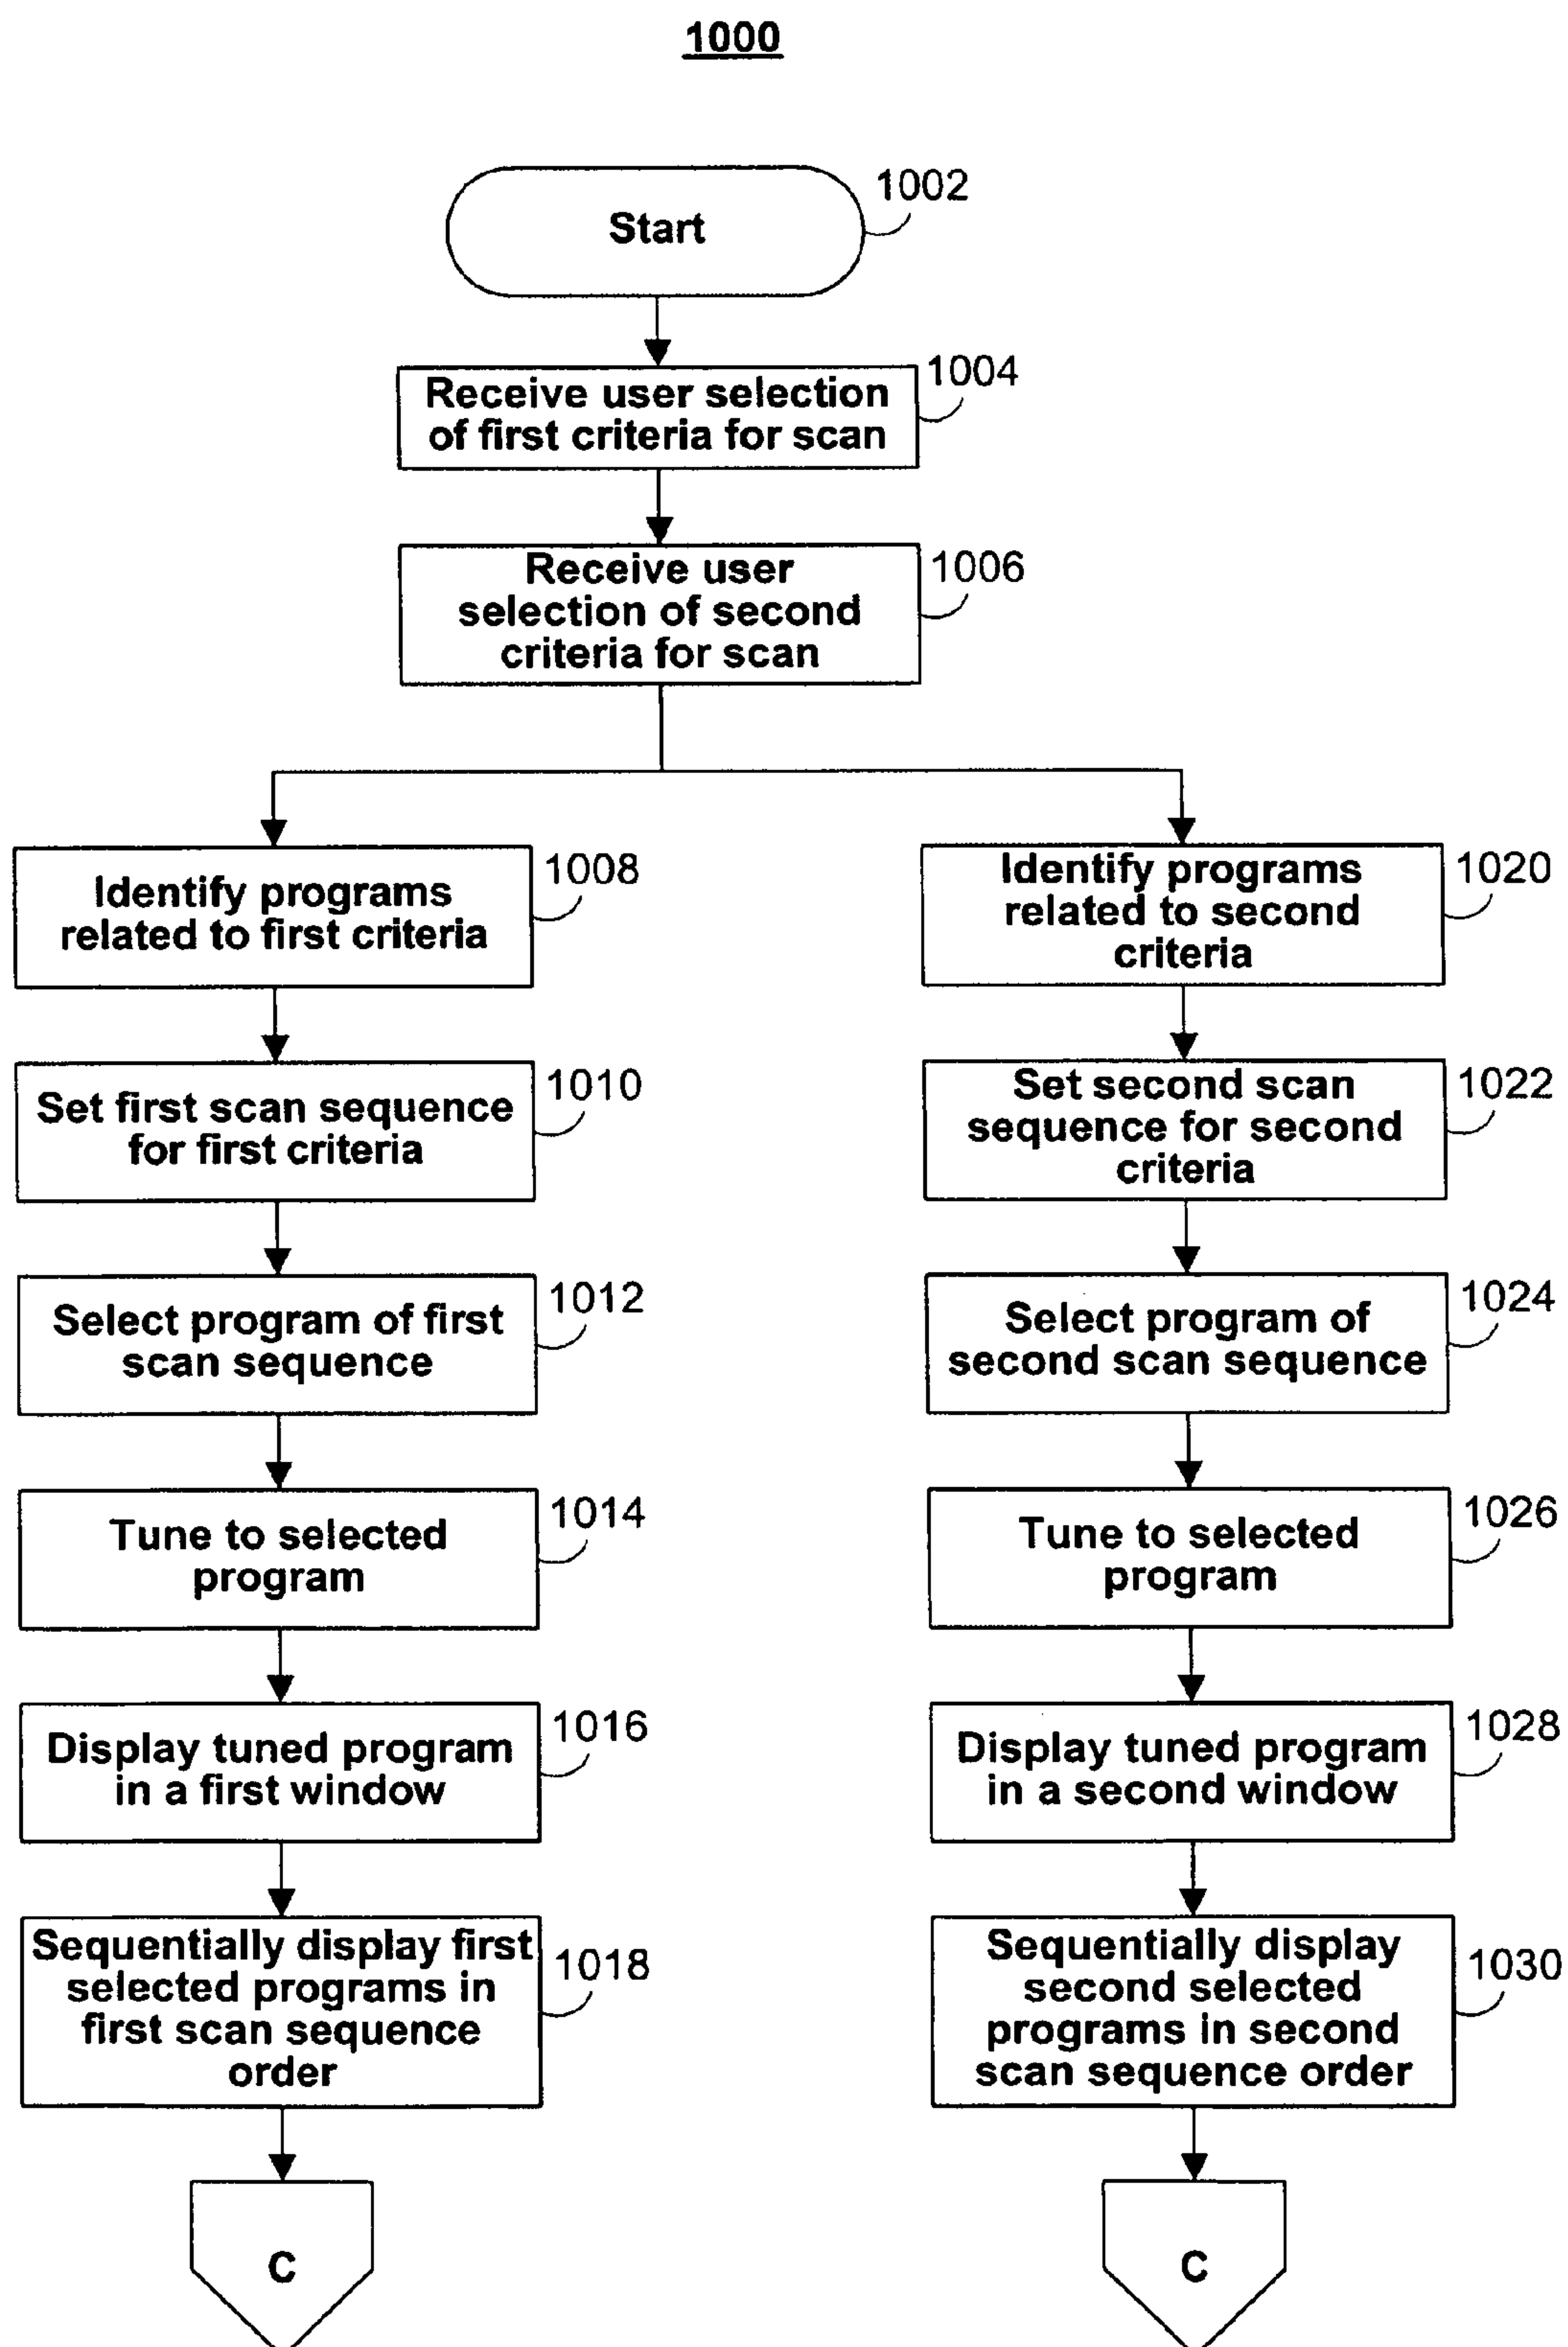 1000
Start
1002
Receive user selection
of first criteria for scan
1004
Receive user
selection of second
criteria for scan
1006
Identify programs
related to first criteria
1008
Set first scan sequence
for first criteria
1010
Select program of first
scan sequence
1012
Tune to selected
program
1014
Display tuned program
in a first window
1016
Sequentially display first
selected programs in
first scan sequence
order
1018
C
Identify programs
related to second
criteria
1020
Set second scan
sequence for second
criteria
1022
Select program of
second scan sequence
1024
Tune to selected
program
1026
Display tuned program
in a second window
1028
Sequentially display
second selected
programs in second
scan sequence order
1030
C